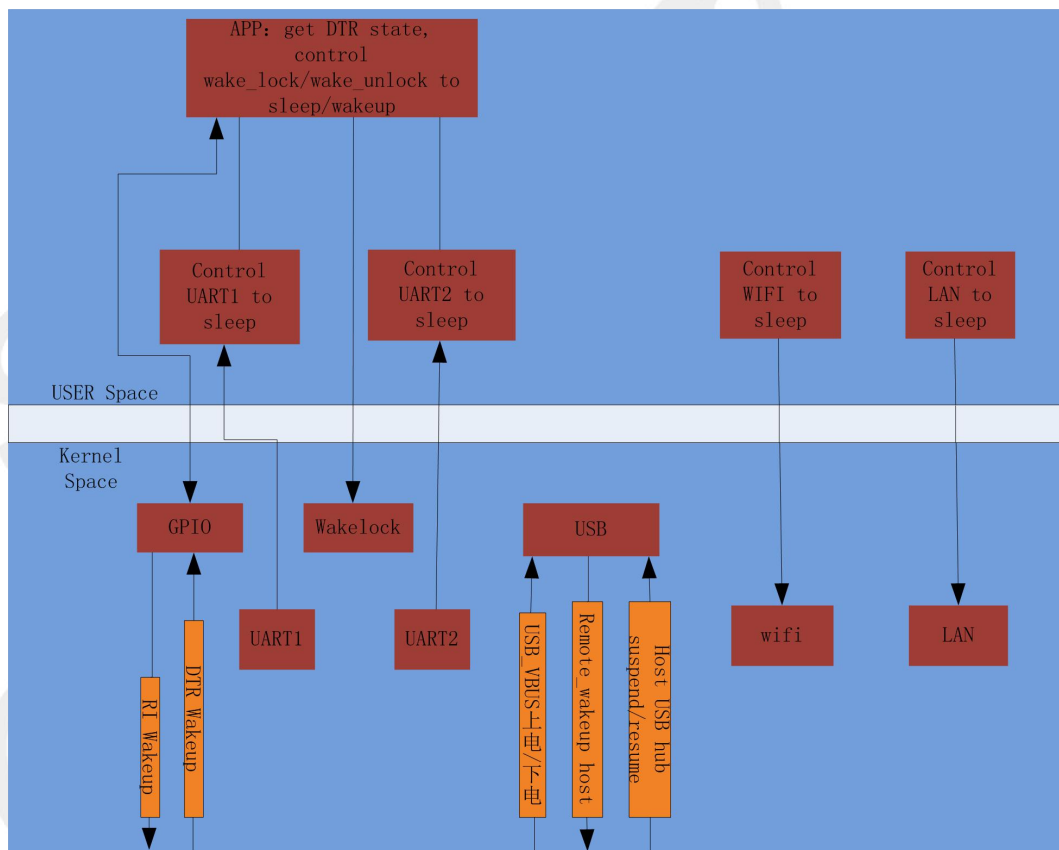 APP：get DTR state,
control
wake_lock/wake_unlock to
sleep/wakeup
Control
UART1 to
sleep
Control
UART2 to
sleep
Control
WIFI to
sleep
Control
LAN to
sleep
USER Space
Kernel
Space
GPIO
Wakelock
USB
UART1
UART2
wifi
LAN
RI Wakeup
DTR Wakeup
USB_VBUS上电/下电
Remote_wakeup host
Host USB hub
suspend/resume